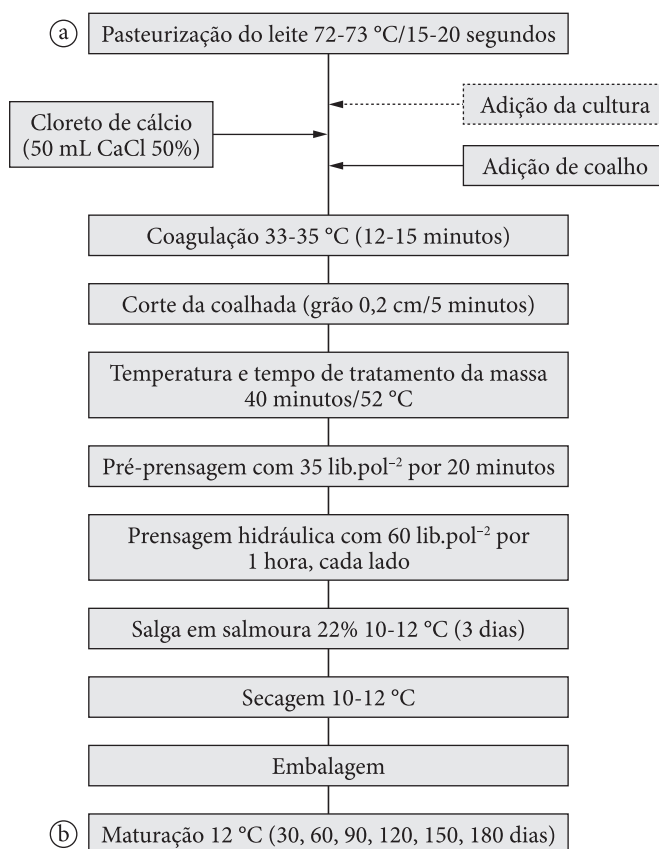 a
Pasteurização do leite 72-73 °C/15-20 segundos
Adição da cultura
Cloreto de cálcio
(50 mL CaCl 50%)
Adição de coalho
Coagulação 33-35 °C (12-15 minutos)
Corte da coalhada (grão 0,2 cm/5 minutos)
Temperatura e tempo de tratamento da massa
40 minutos/52 °C
Pré-prensagem com 35 lib.pol⁻² por 20 minutos
Prensagem hidráulica com 60 lib.pol⁻² por
1 hora, cada lado
Salga em salmoura 22% 10-12 °C (3 dias)
Secagem 10-12 °C
Embalagem
b
Maturação 12 °C (30, 60, 90, 120, 150, 180 dias)